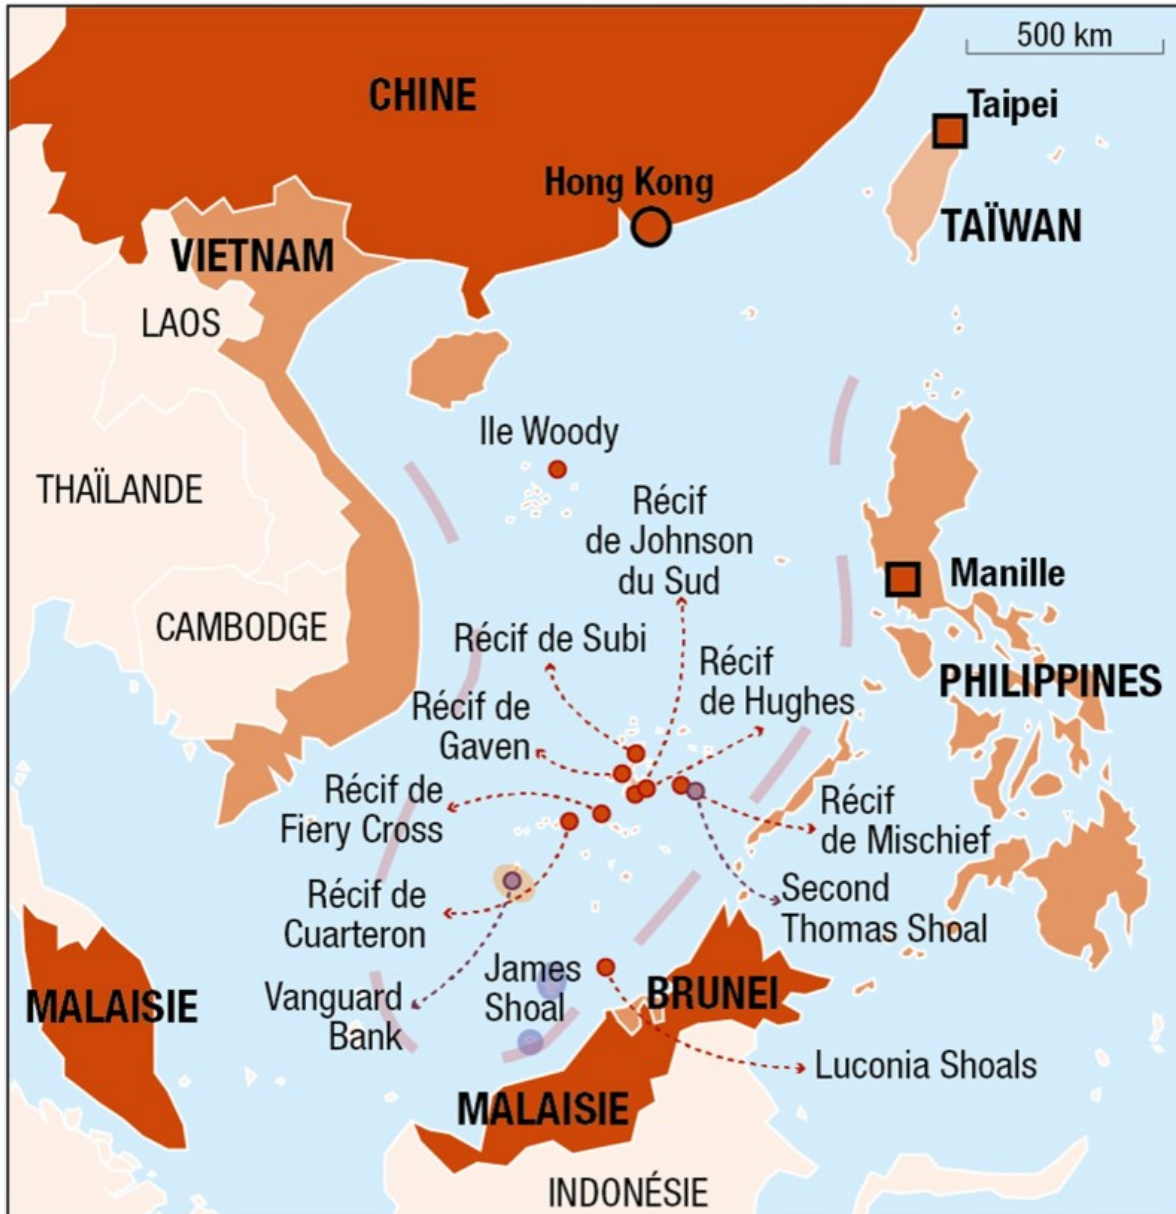 500 km
CHINE
Taipei
Hong Kong
TAÏWAN
VIETNAM
LAOS
Ile Woody
THAÏLANDE
Récif
de Johnson
du Sud
Manille
CAMBODGE
Récif de Subi
Récif
de Hughes
PHILIPPINES
Récif de
Gaven
Récif de
Fiery Cross
Récif
de Mischief
Récif de
Cuarteron
Second
Thomas Shoal
James
Shoal
BRUNEI
MALAISIE
Vanguard
Bank
Luconia Shoals
MALAISIE
INDONÉSIE